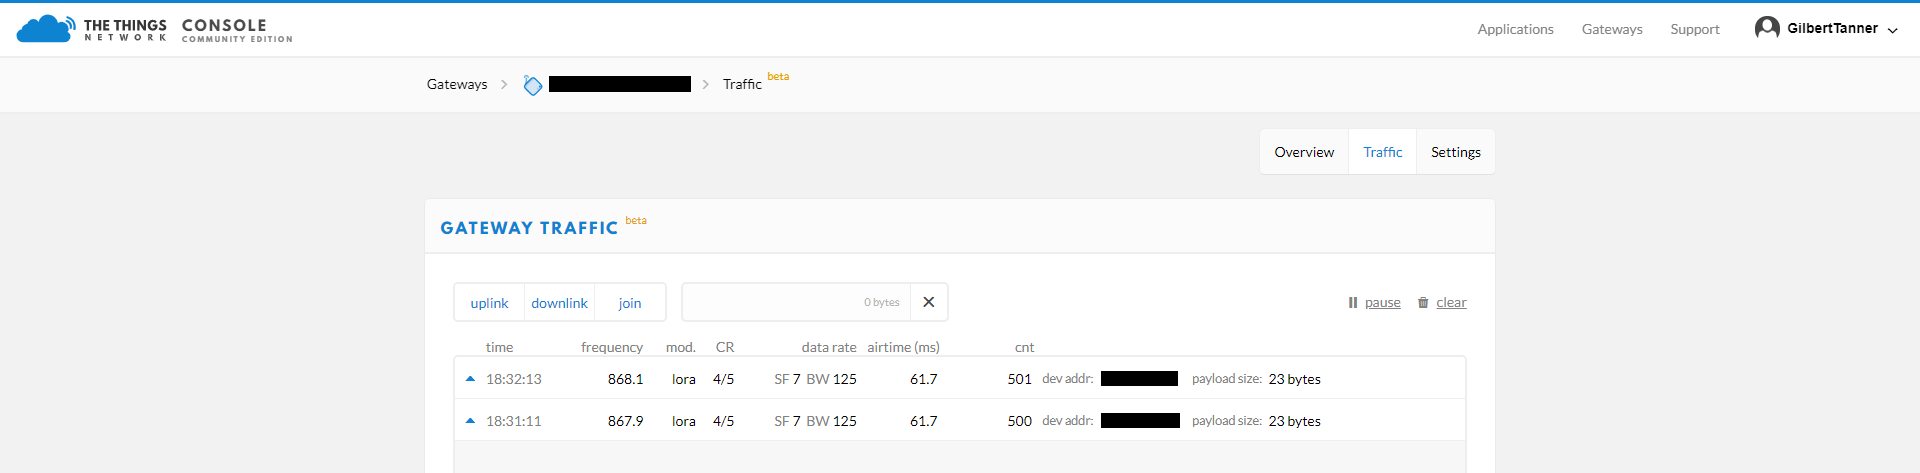 THE THINGS NETWORK CONSOLE COMMUNITY EDITION
Applications Gateways Support GilbertTanner
Gateways Traffic beta
Overview Traffic Settings
GATEWAY TRAFFIC beta
uplink downlink join 0 bytes pause clear
time frequency mod. CR data rate airtime (ms) cnt
18:32:13 868.1 lora 4/5 SF 7 BW 125 61.7 501 dev addr: payload size: 23 bytes
18:31:11 867.9 lora 4/5 SF 7 BW 125 61.7 500 dev addr: payload size: 23 bytes